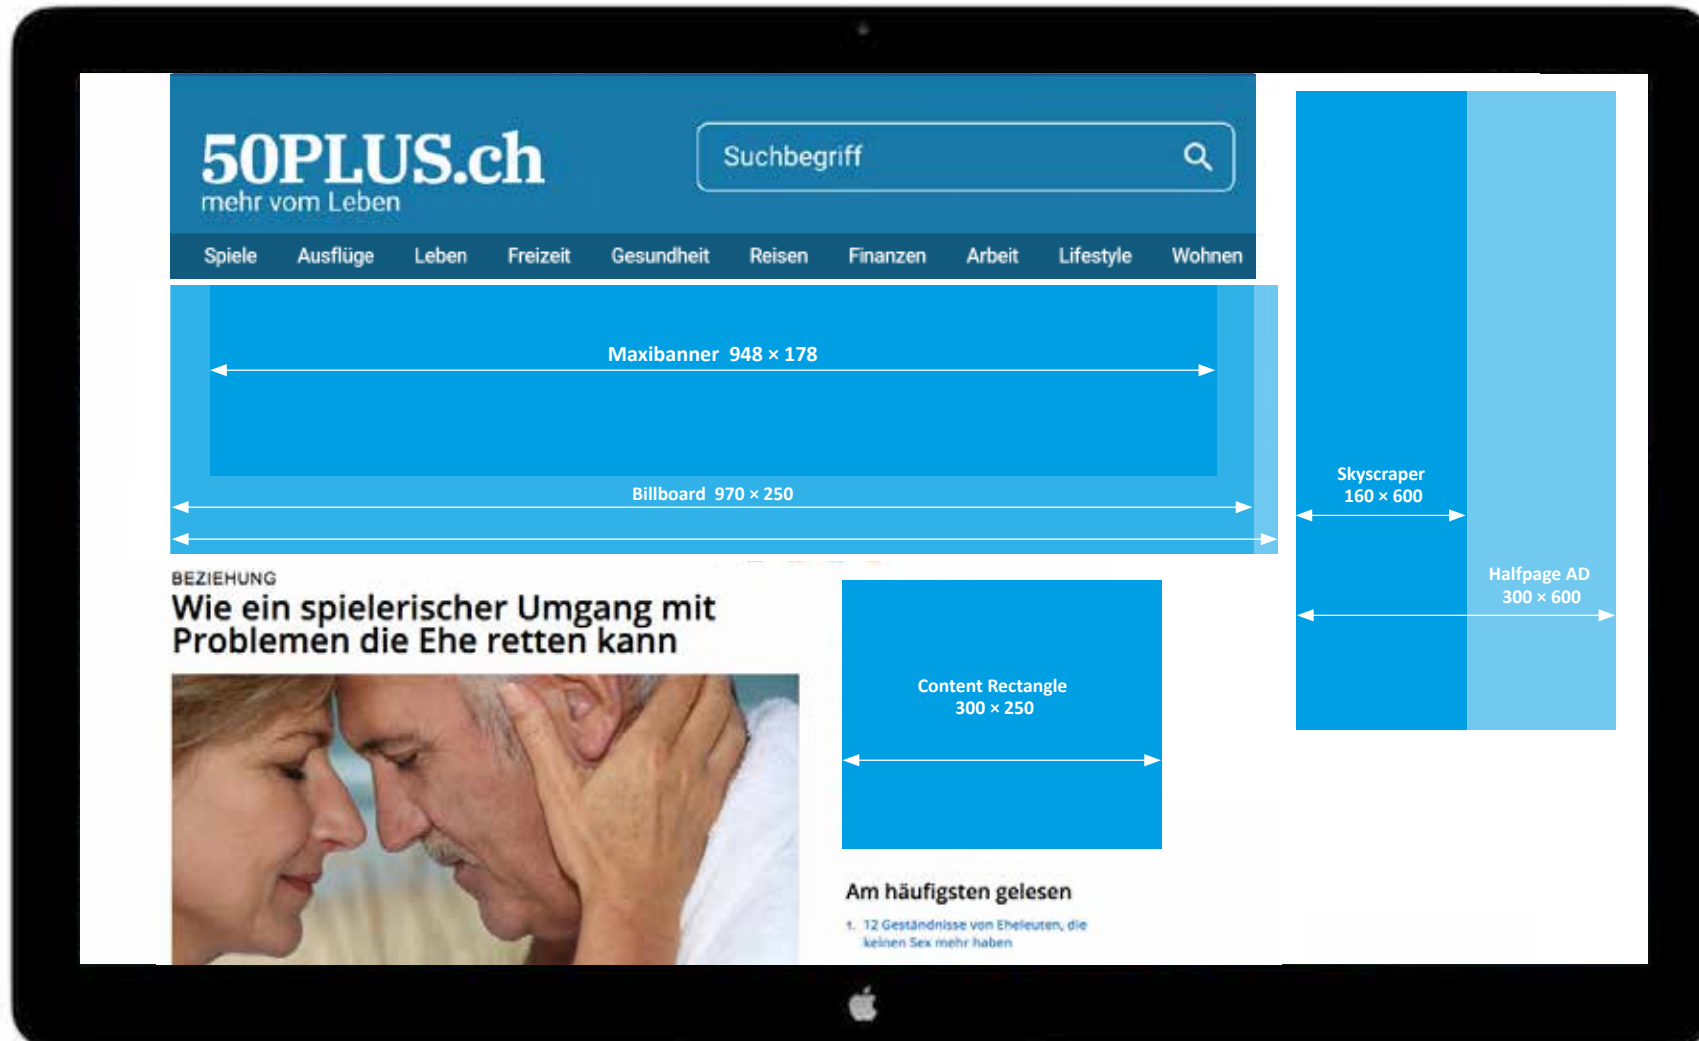 50PLUS.ch
mehr vom Leben
Suchbegriff
Spiele Ausflüge Leben Freizeit Gesundheit Reisen Finanzen Arbeit Lifestyle Wohnen
Maxibanner 948 × 178
Billboard 970 × 250
Skyscraper
160 × 600
Halfpage AD
300 × 600
BEZIEHUNG
Wie ein spielerischer Umgang mit
Problemen die Ehe retten kann
Content Rectangle
300 × 250
Am häufigsten gelesen
1. 12 Geständnisse von Eheleuten, die
keinen Sex mehr haben